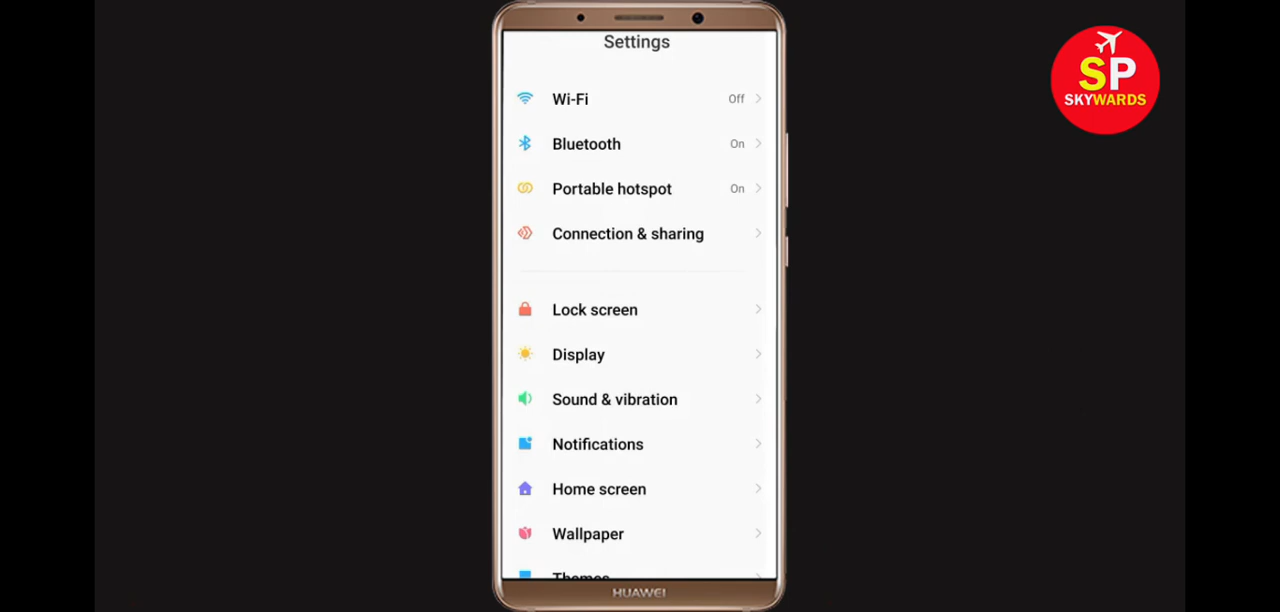 Settings
Wi-Fi Off
Bluetooth On
Portable hotspot On
Connection & sharing
Lock screen
Display
Sound & vibration
Notifications
Home screen
Wallpaper
Themes
HUAWEI
SP
SKYWARDS